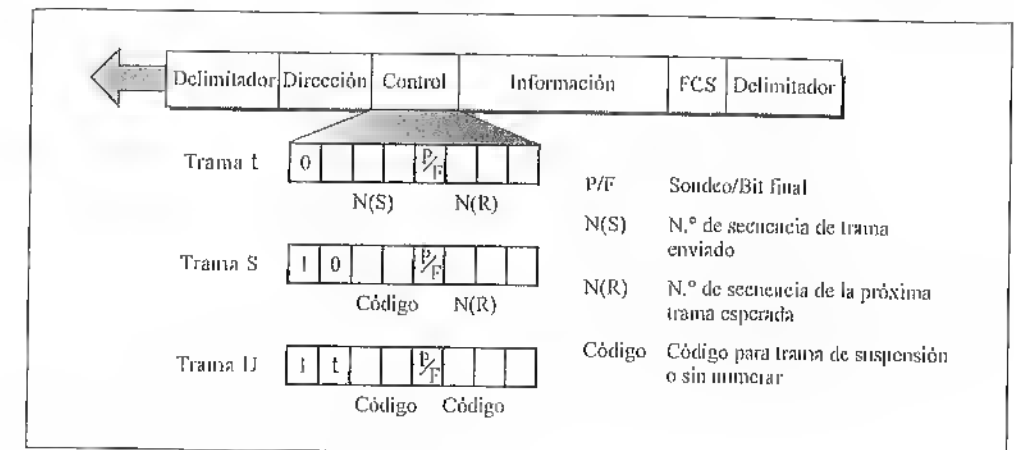 Delimitador Dirección Control Información FCS Delimitador
Trama t 0 P/F
N(S) N(R)
Trama S 1 0 P/F
Código N(R)
Trama U 1 t P/F
Código Código
P/F Sondeo/Bit final
N(S) N.º de secuencia de trama
enviado
N(R) N.º de secuencia de la próxima
trama esperada
Código Código para trama de suspensión
o sin numerar